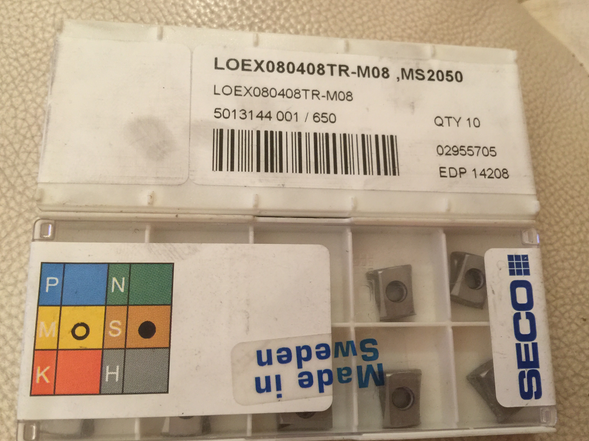 LOEX080408TR-M08 ,MS2050
LOEX080408TR-M08
5013144 001 / 650
QTY 10
02955705
EDP 14208
P N
M S
K H
Made in
Sweden
SECO